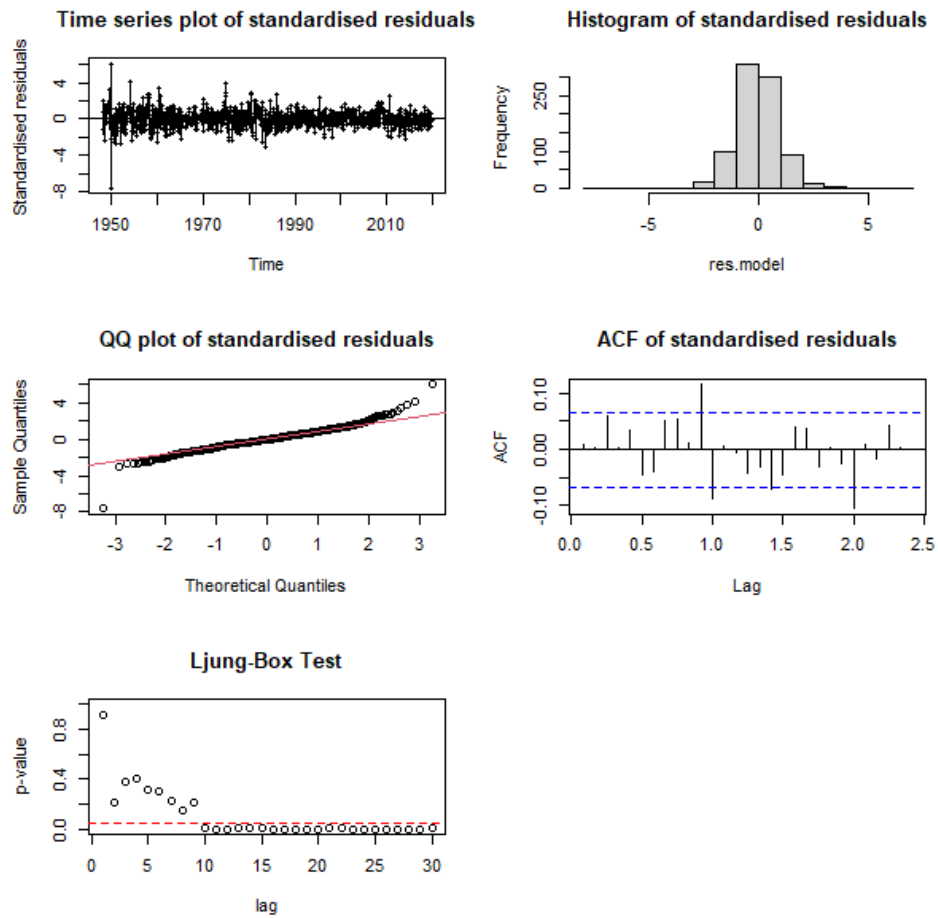 Time series plot of standardised residuals
Standardised residuals
4
0
-4
-8
1950
1970
1990
2010
Time
Histogram of standardised residuals
Frequency
250
100
0
-5
0
5
res.model
QQ plot of standardised residuals
Sample Quantiles
4
0
-4
-8
-3
-2
-1
0
1
2
3
Theoretical Quantiles
ACF of standardised residuals
ACF
0.10
0.00
-0.10
0.0
0.5
1.0
1.5
2.0
2.5
Lag
Ljung-Box Test
p-value
0.8
0.4
0.0
0
5
10
15
20
25
30
lag